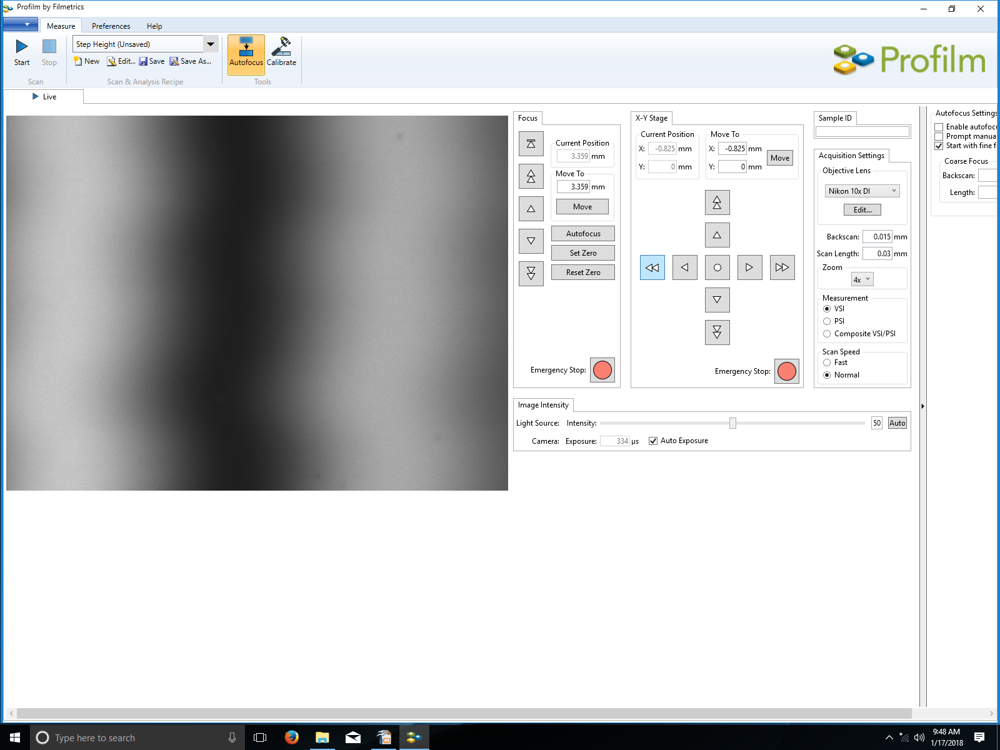 Profilm by Filmetrics
Measure Preferences Help
Start Stop
Scan
Step Height (Unsaved)
New Edit... Save Save As...
Scan & Analysis Recipe
Autofocus Calibrate
Tools
Profilm
Live
Focus
Current Position
3.359 mm
Move To
3.359 mm
Move
Autofocus
Set Zero
Reset Zero
Emergency Stop:
X-Y Stage
Current Position
X: -0.825 mm
Y: 0 mm
Move To
X: -0.825 mm
Y: 0 mm
Move
Emergency Stop:
Sample ID
Acquisition Settings
Objective Lens
Nikon 10x DI
Edit...
Backscan: 0.015 mm
Scan Length: 0.03 mm
Zoom
4x
Measurement
VSI
PSI
Composite VSI/PSI
Scan Speed
Fast
Normal
Autofocus Settings
Enable autofoc
Prompt manua
Start with fine f
Coarse Focus
Backscan:
Length:
Image Intensity
Light Source: Intensity: 50 Auto
Camera: Exposure: 334 µs Auto Exposure
Type here to search
9:48 AM
1/17/2018